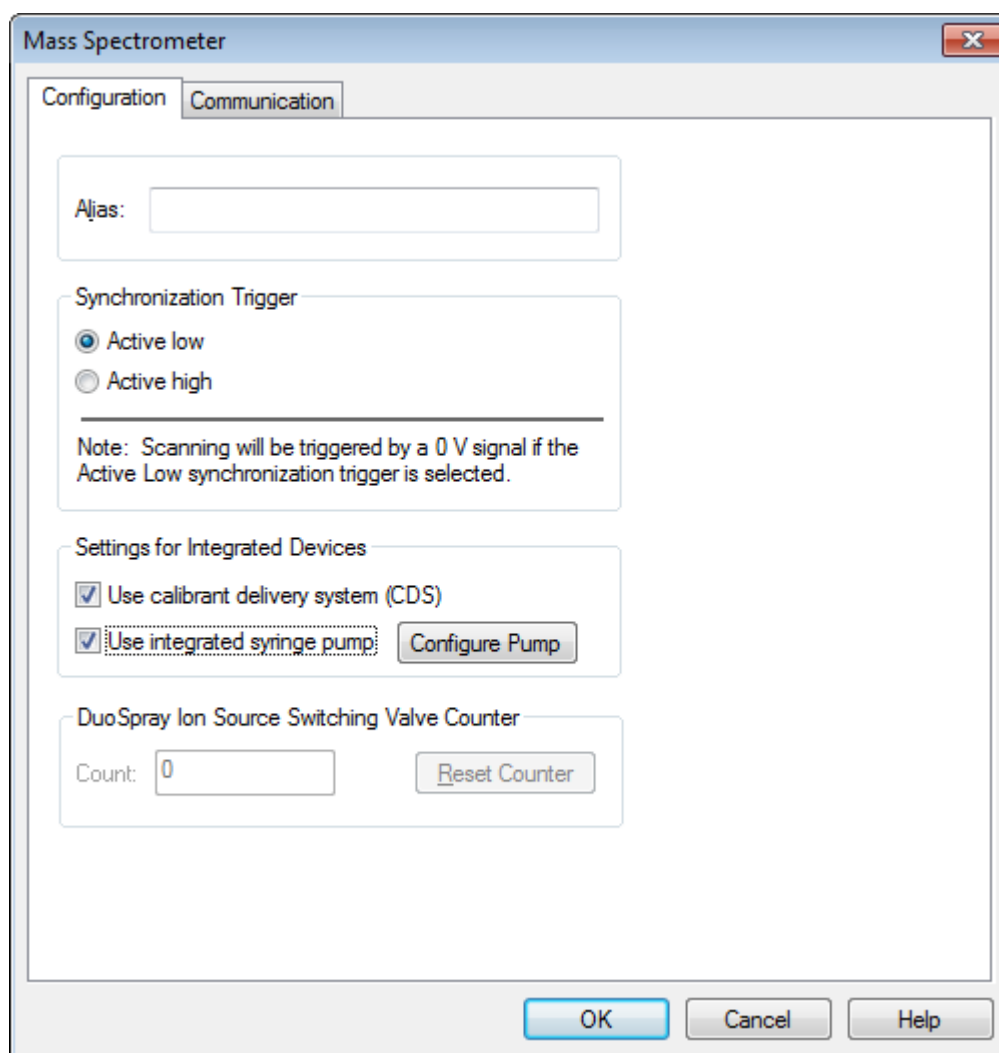 Mass Spectrometer
Configuration
Communication
Alias:
Synchronization Trigger
Active low
Active high
Note: Scanning will be triggered by a 0 V signal if the
Active Low synchronization trigger is selected.
Settings for Integrated Devices
Use calibrant delivery system (CDS)
Use integrated syringe pump
Configure Pump
DuoSpray Ion Source Switching Valve Counter
Count:
0
Reset Counter
OK
Cancel
Help